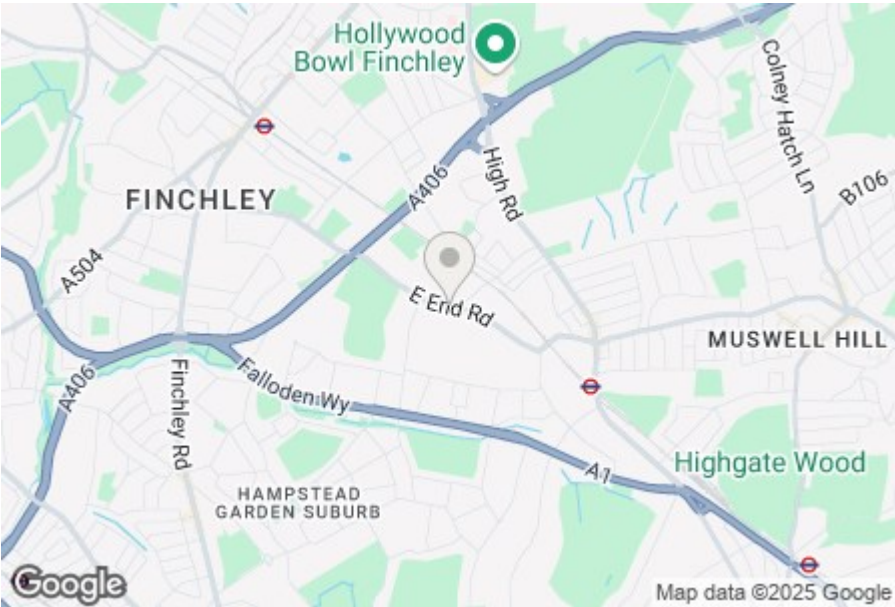 Hollywood
Bowl Finchley
Colney Hatch Ln
High Rd
A406
B106
FINCHLEY
A504
E End Rd
MUSWELL HILL
A406
Finchley Rd
Falloden Wy
A1
Highgate Wood
HAMPSTEAD
GARDEN SUBURB
Google
Map data ©2025 Google